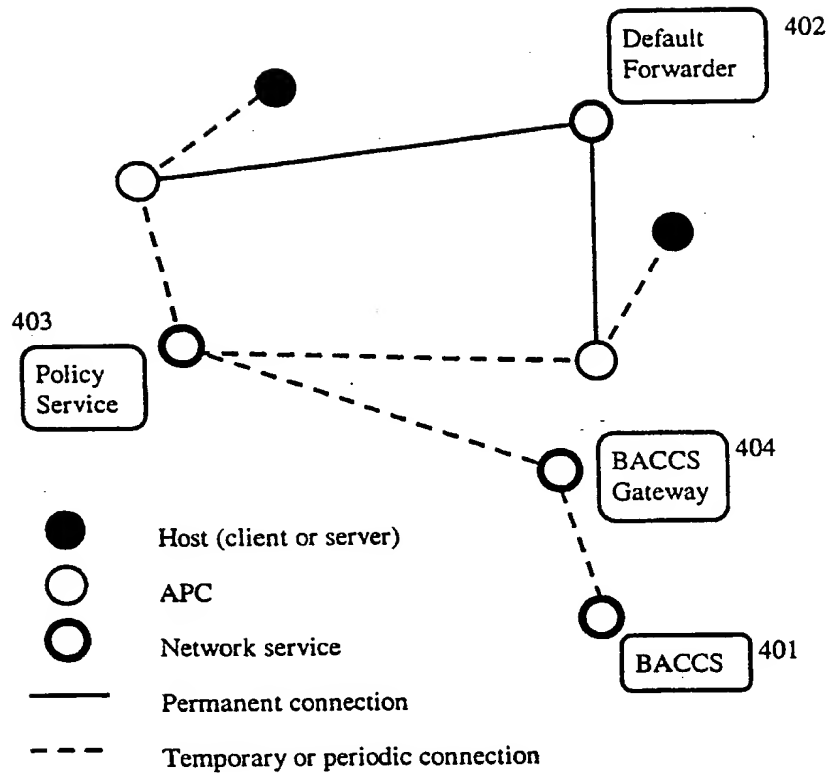 402
Default
Forwarder
403
Policy
Service
BACCS
Gateway
404
Host (client or server)
APC
Network service
BACCS
401
Permanent connection
Temporary or periodic connection